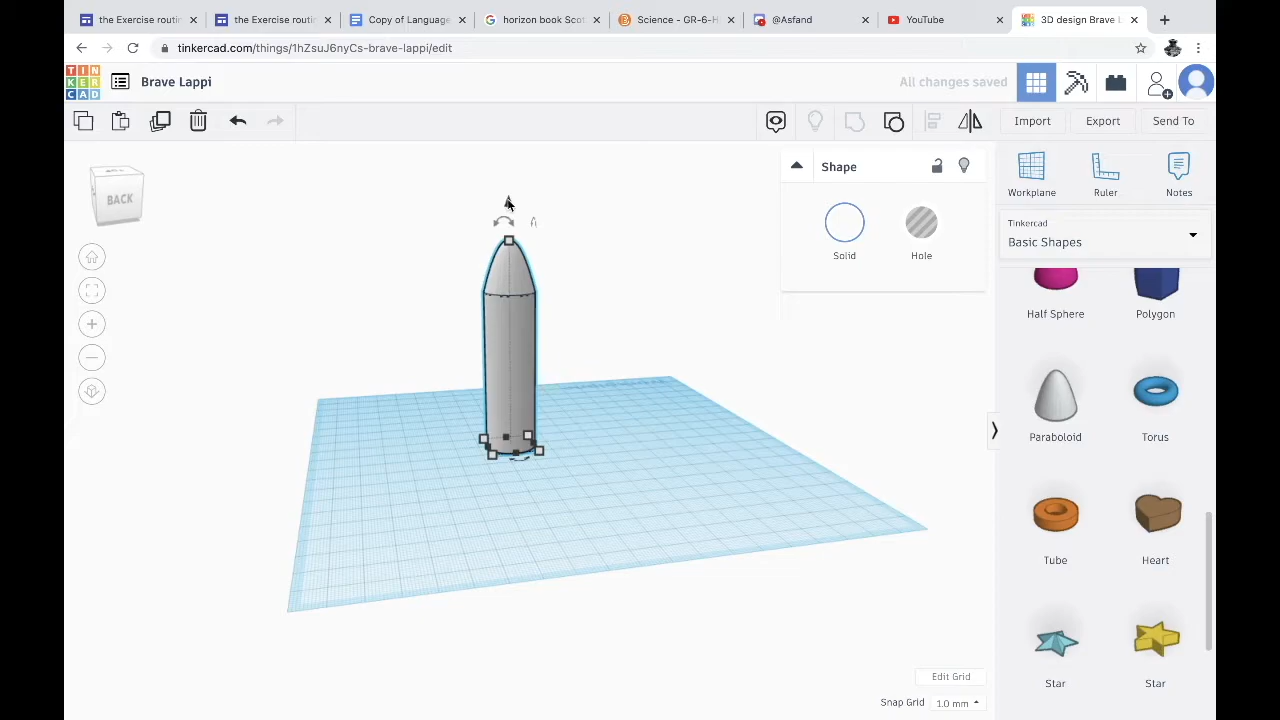 the Exercise routin
the Exercise routin
Copy of Language
horizon book Scot
Science - GR-6-H
@Asfand
YouTube
3D design Brave L
tinkercad.com/things/1hZsuJ6nyCs-brave-lappi/edit
TIN
KER
CAD
Brave Lappi
All changes saved
Import
Export
Send To
BACK
Shape
Solid
Hole
Workplane
Ruler
Notes
Tinkercad
Basic Shapes
Half Sphere
Polygon
Paraboloid
Torus
Tube
Heart
Star
Star
Edit Grid
Snap Grid 1.0 mm